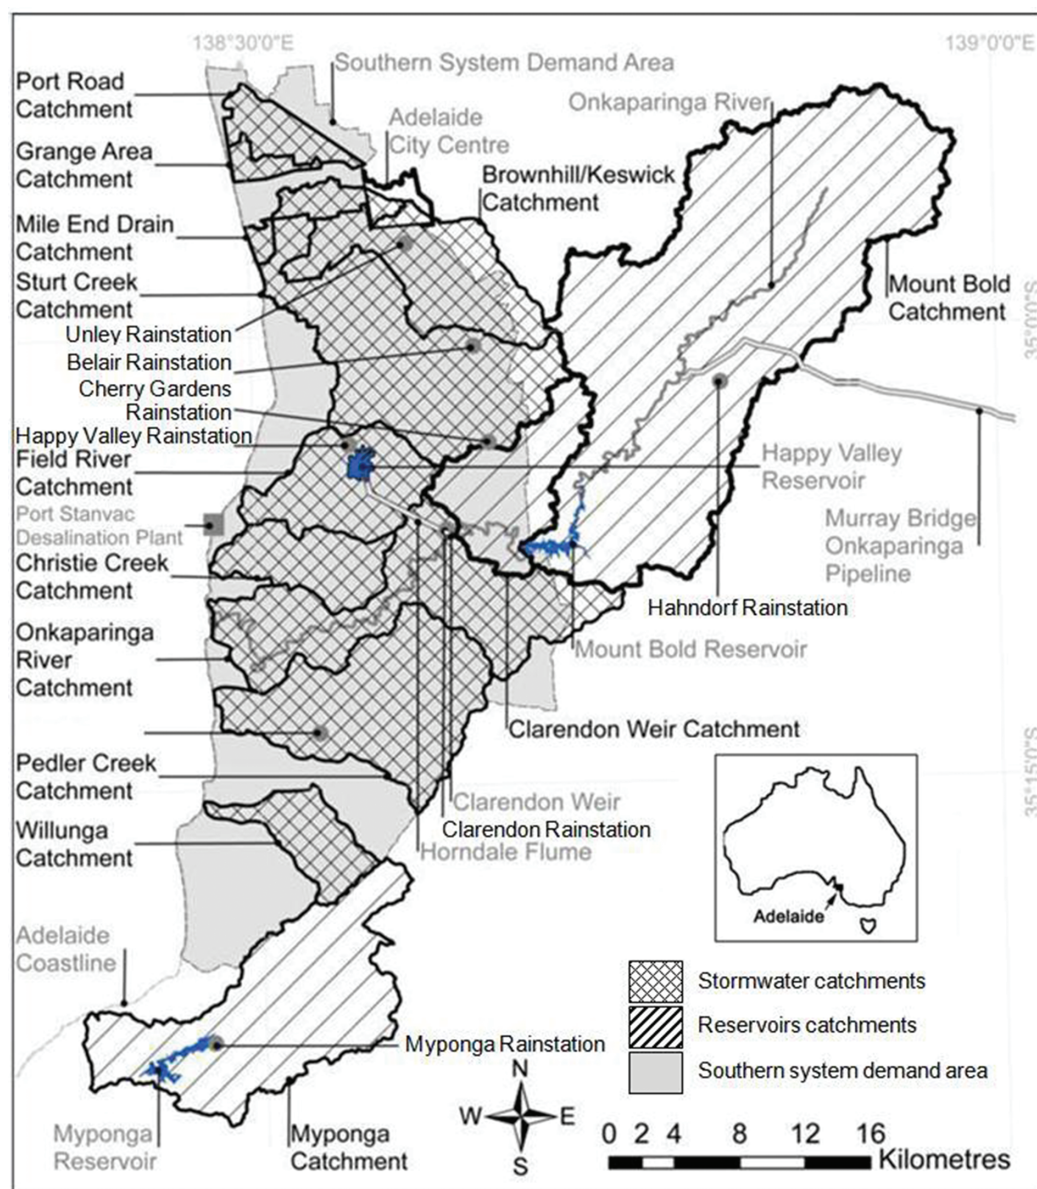 138°30'0"E
139°0'0"E
Port Road
Catchment
Southern System Demand Area
Onkaparinga River
Adelaide
City Centre
Grange Area
Catchment
Brownhill/Keswick
Catchment
Mile End Drain
Catchment
Sturt Creek
Catchment
Mount Bold
Catchment
35°0'0"S
Unley Rainstation
Belair Rainstation
Cherry Gardens
Rainstation
Happy Valley Rainstation
Field River
Catchment
Happy Valley
Reservoir
Port Stanvac
Desalination Plant
Murray Bridge
Onkaparinga
Pipeline
Christie Creek
Catchment
Hahndorf Rainstation
Onkaparinga
River
Catchment
Mount Bold Reservoir
Clarendon Weir Catchment
35°15'0"S
Pedler Creek
Catchment
Clarendon Weir
Clarendon Rainstation
Horndale Flume
Willunga
Catchment
Adelaide
Adelaide
Coastline
Stormwater catchments
Reservoirs catchments
Southern system demand area
Myponga Rainstation
N
W E
S
Myponga
Reservoir
Myponga
Catchment
0 2 4 8 12 16
Kilometres